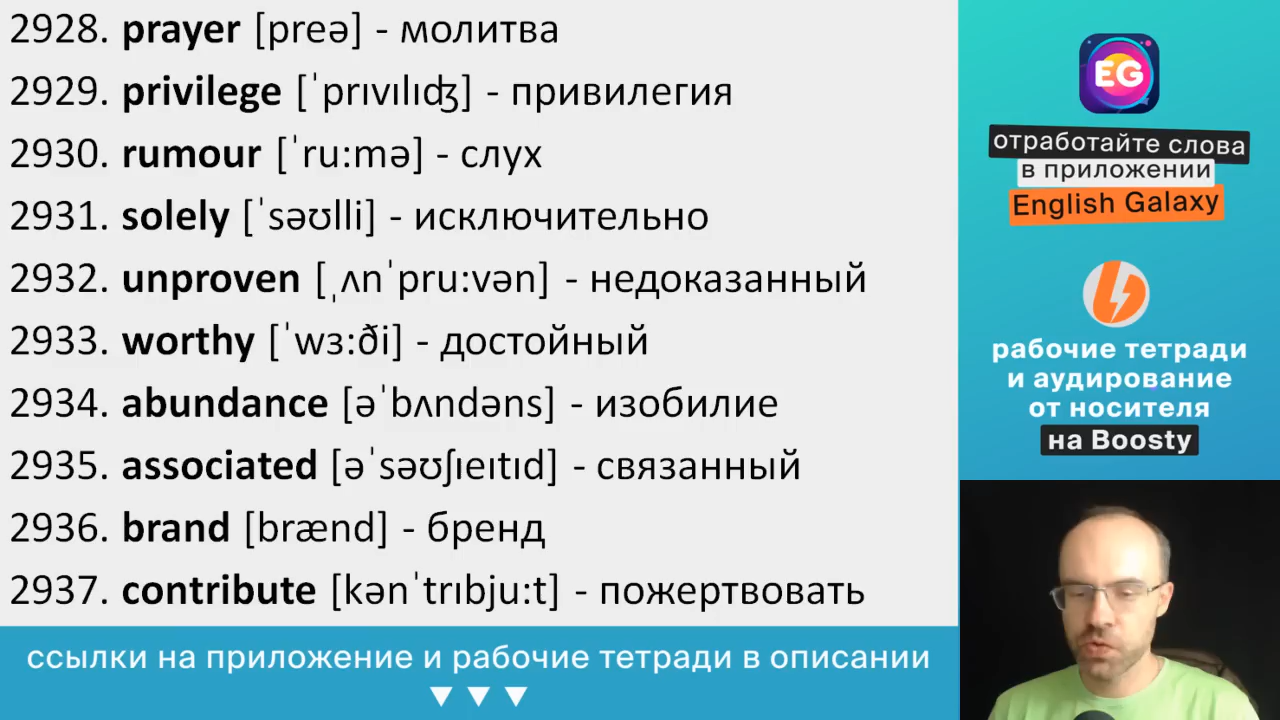 2928. prayer [preə] - молитва
2929. privilege [ˈprɪvɪlɪʤ] - привилегия
2930. rumour [ˈru:mə] - слух
2931. solely [ˈsəʊlli] - исключительно
2932. unproven [ˌʌnˈpru:vən] - недоказанный
2933. worthy [ˈwɜ:ði] - достойный
2934. abundance [əˈbʌndəns] - изобилие
2935. associated [əˈsəʊʃɪeɪtɪd] - связанный
2936. brand [brænd] - бренд
2937. contribute [kənˈtrɪbju:t] - пожертвовать
ссылки на приложение и рабочие тетради в описании
EG
отработайте слова
в приложении
English Galaxy
рабочие тетради
и аудирование
от носителя
на Boosty